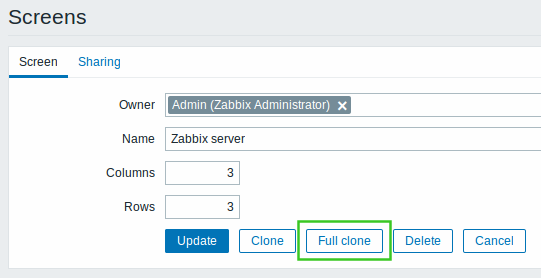 Screens
Screen Sharing
Owner Admin (Zabbix Administrator) ×
Name Zabbix server
Columns 3
Rows 3
Update Clone Full clone Delete Cancel